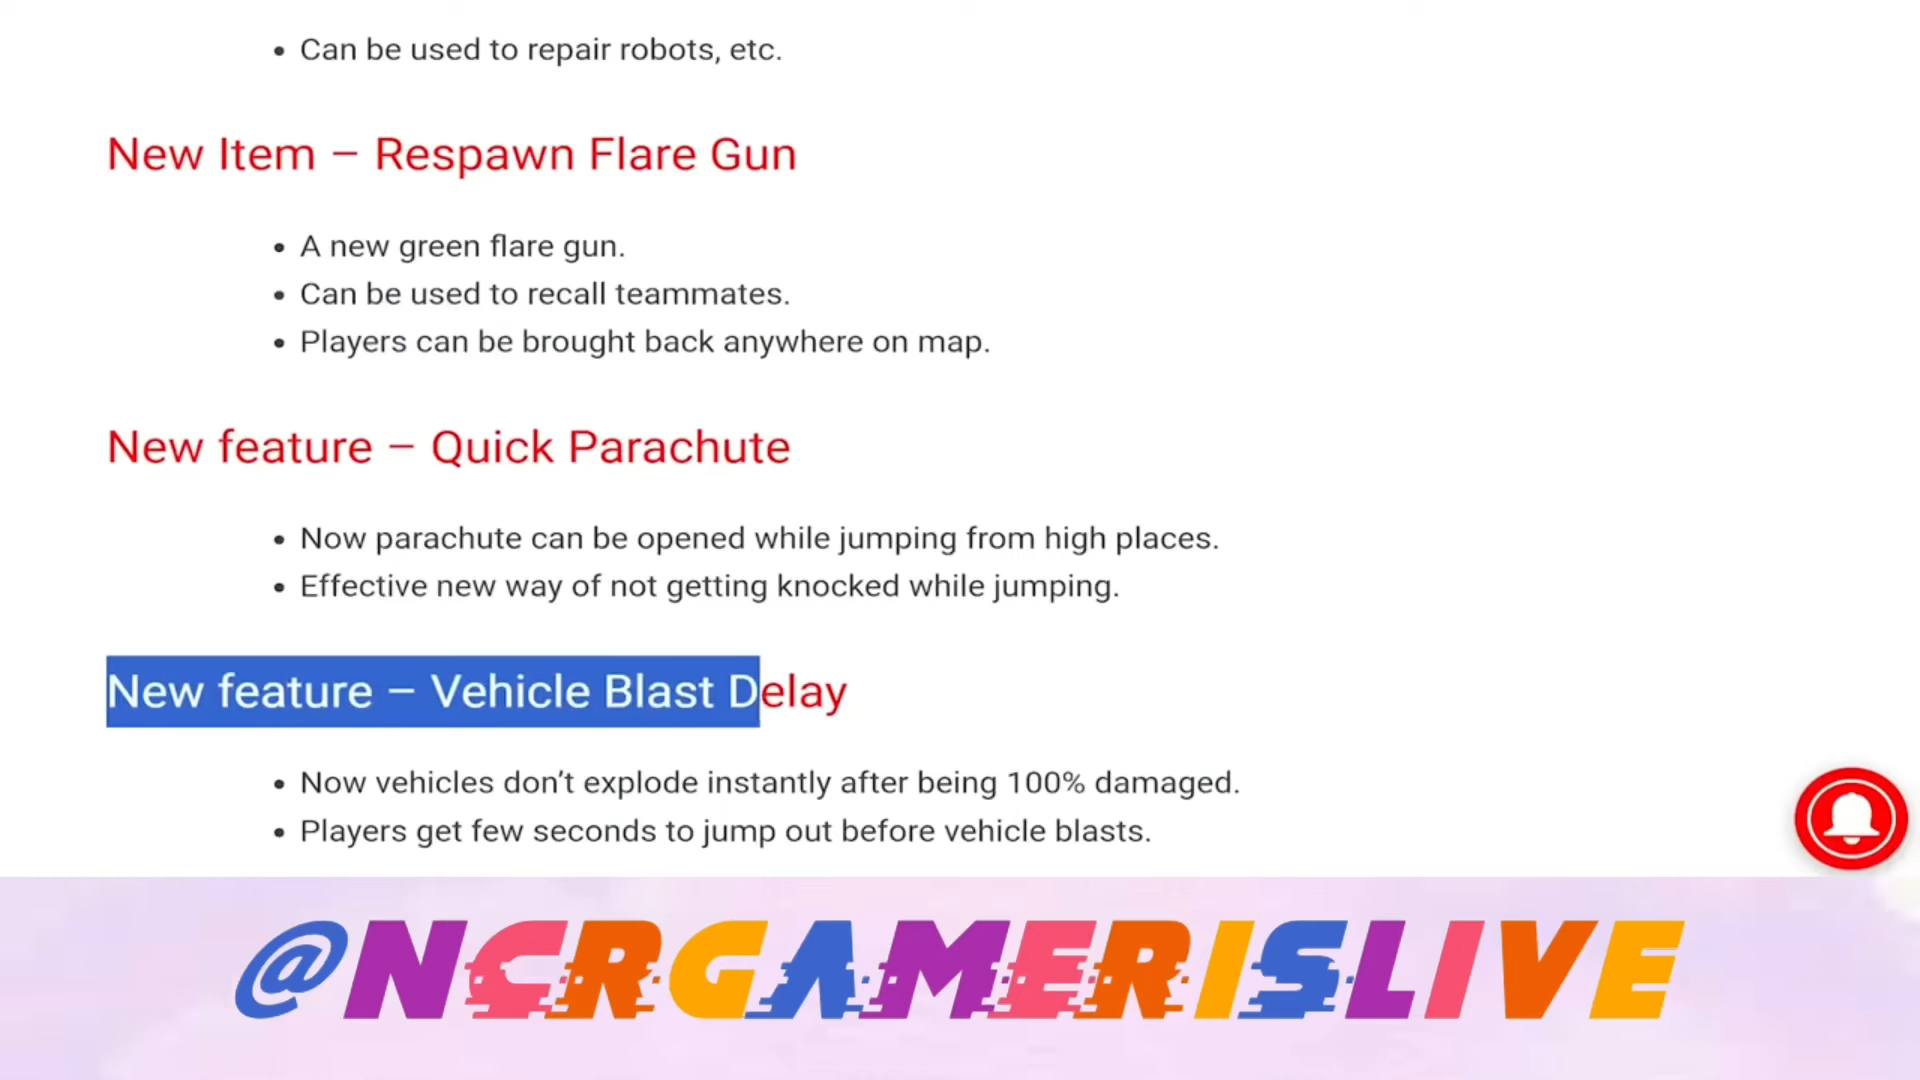 • Can be used to repair robots, etc.
New Item – Respawn Flare Gun
• A new green flare gun.
• Can be used to recall teammates.
• Players can be brought back anywhere on map.
New feature – Quick Parachute
• Now parachute can be opened while jumping from high places.
• Effective new way of not getting knocked while jumping.
New feature – Vehicle Blast Delay
• Now vehicles don’t explode instantly after being 100% damaged.
• Players get few seconds to jump out before vehicle blasts.
@NCRGAMERISLIVE